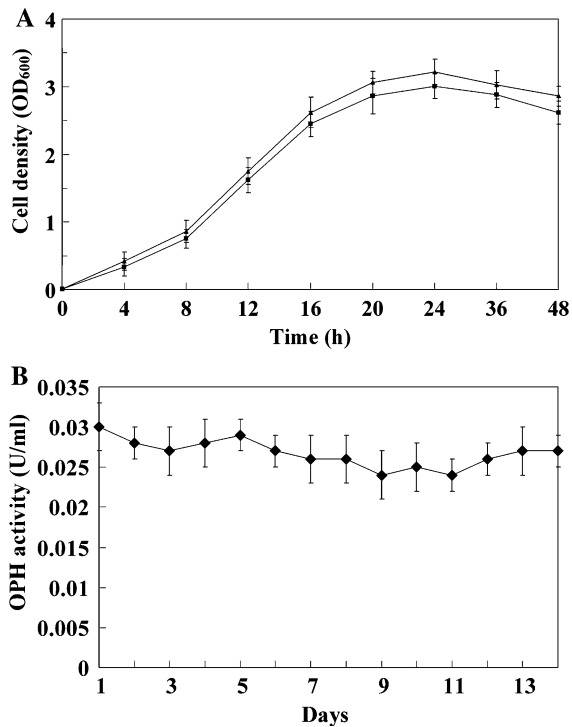 A
Cell density (OD600)
4
3
2
1
0
0 4 8 12 16 20 24 36 48
Time (h)
B
OPH activity (U/ml)
0.035
0.03
0.025
0.02
0.015
0.01
0.005
0
1 3 5 7 9 11 13
Days